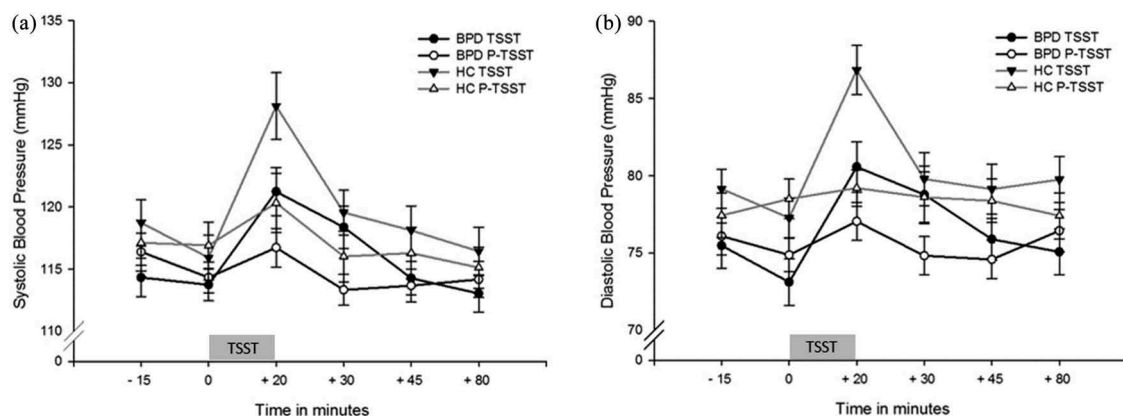 (a)
135
130
125
120
115
110
0
Systolic Blood Pressure (mmHg)
BPD TSST
BPD P-TSST
HC TSST
HC P-TSST
TSST
- 15 0 + 20 + 30 + 45 + 80
Time in minutes
(b)
90
85
80
75
70
0
Diastolic Blood Pressure (mmHg)
BPD TSST
BPD P-TSST
HC TSST
HC P-TSST
TSST
- 15 0 + 20 + 30 + 45 + 80
Time in minutes